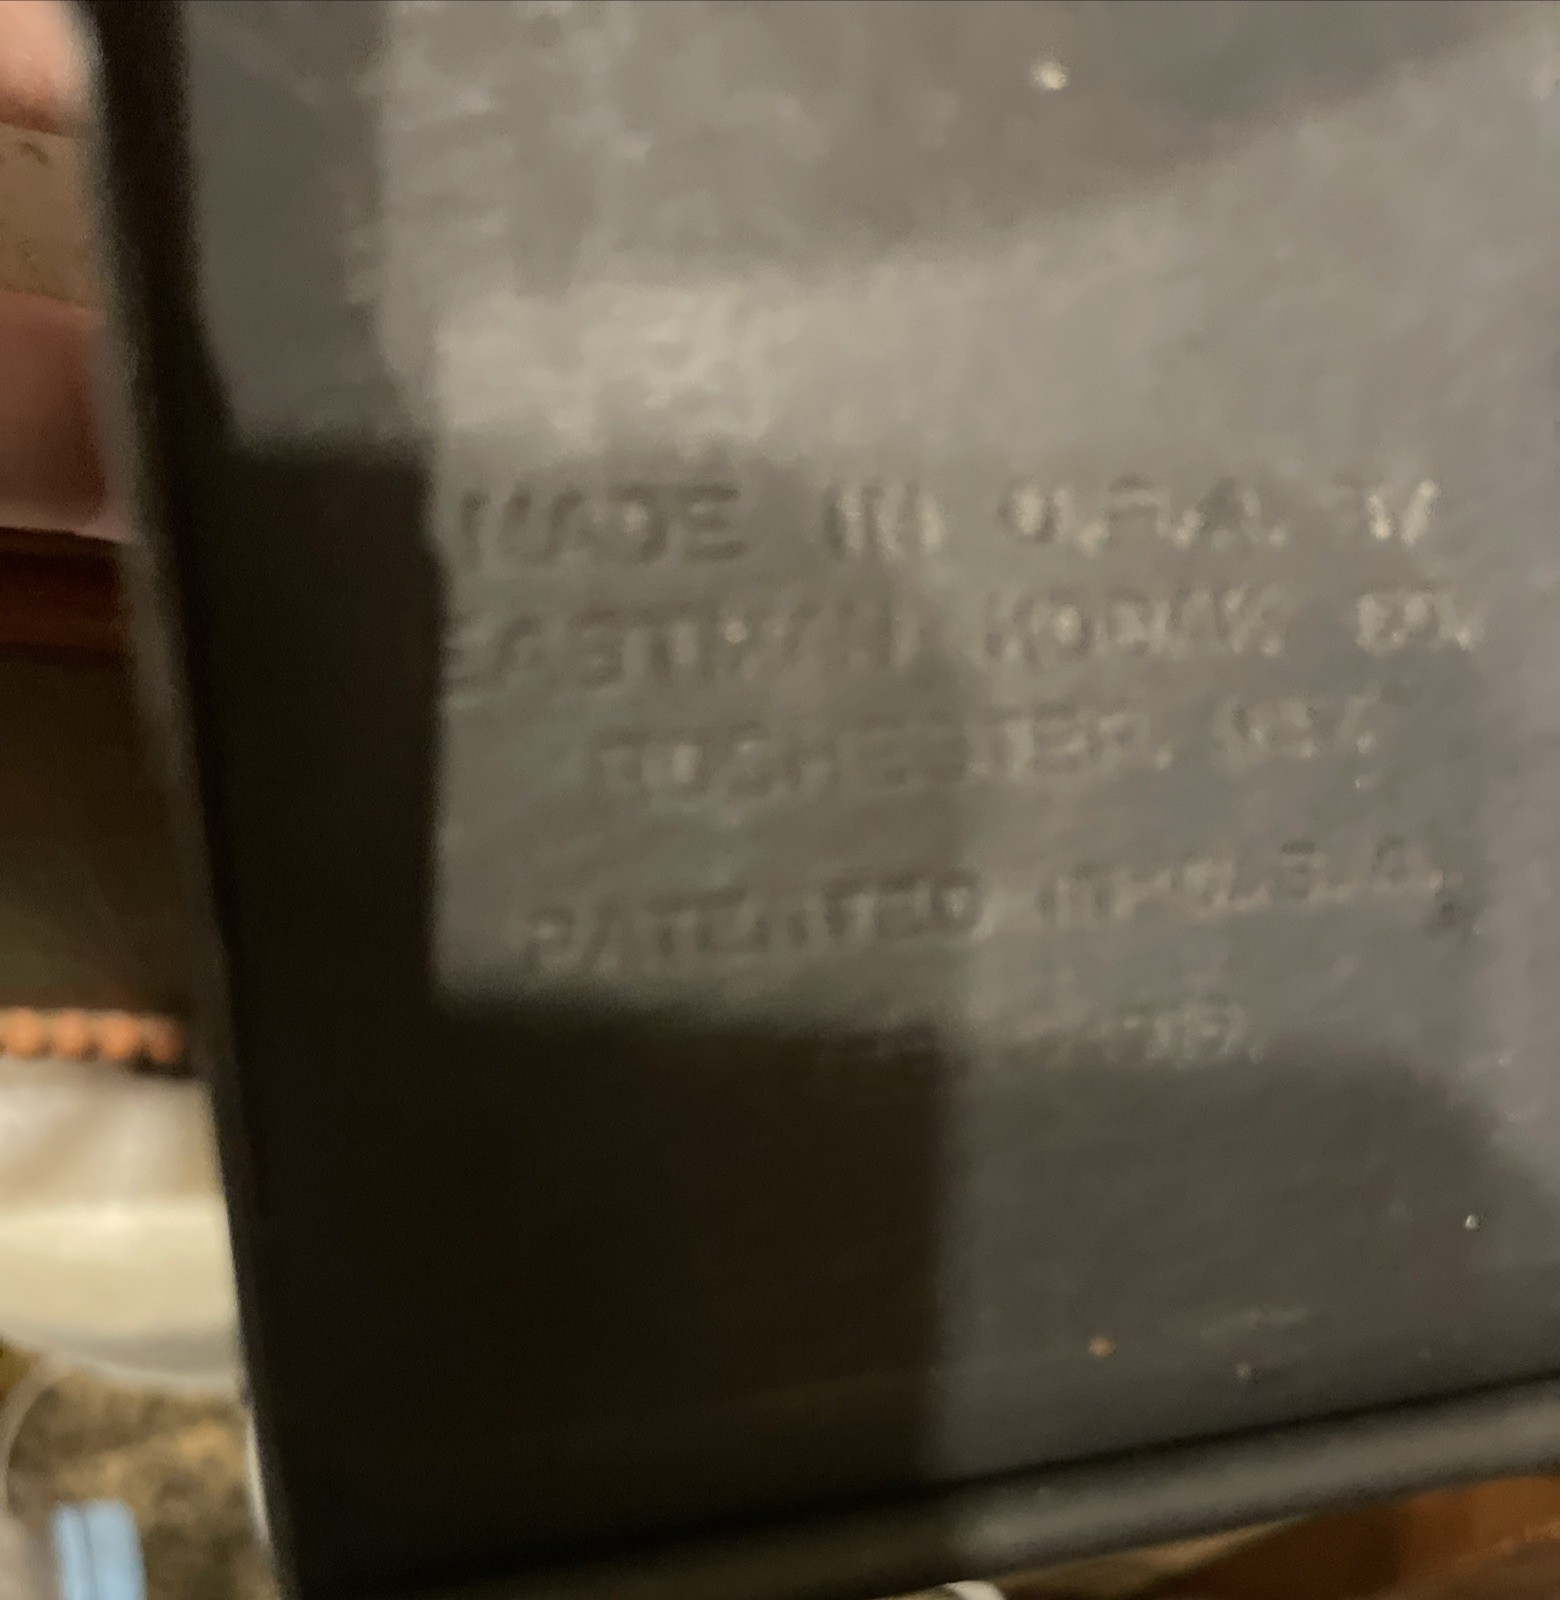 MADE IN U.S.A. BY
EASTMAN KODAK CO.
ROCHESTER, N.Y.
PATENTED IN U.S.A.